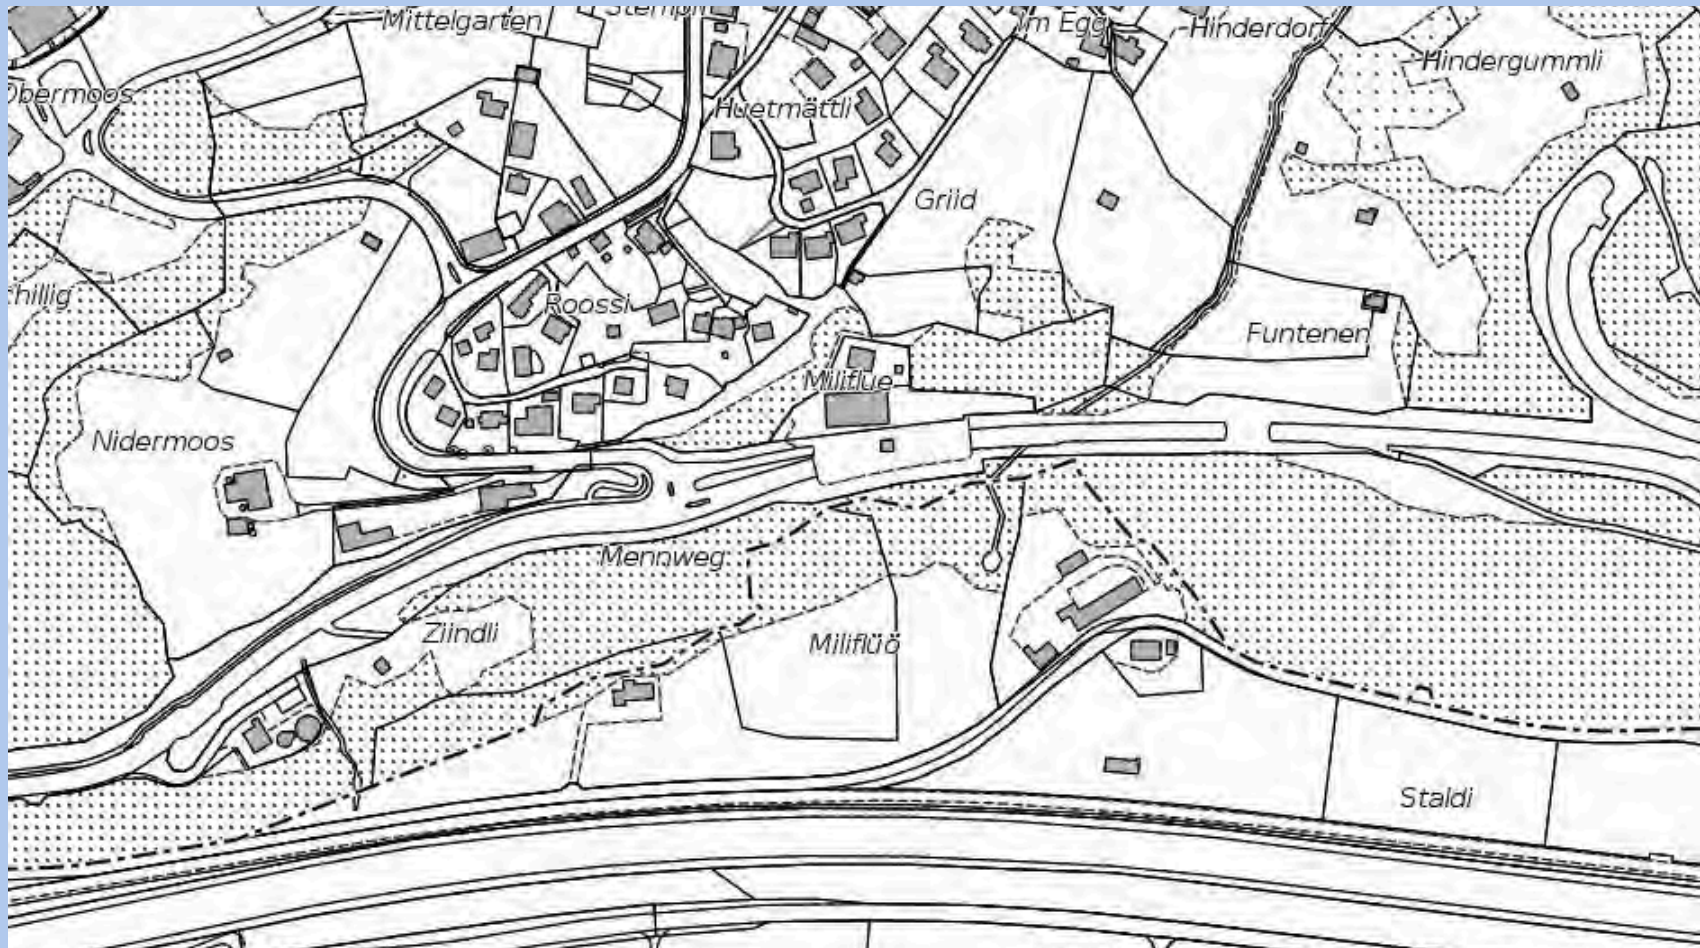 Mittelgarten
Im Egg
Hinderdorf
Hindergummli
Obermoos
Huetmättli
Griid
Roossi
Funtenen
Miliflue
Nidermoos
Mennweg
Ziindli
Miliflüö
Staldi